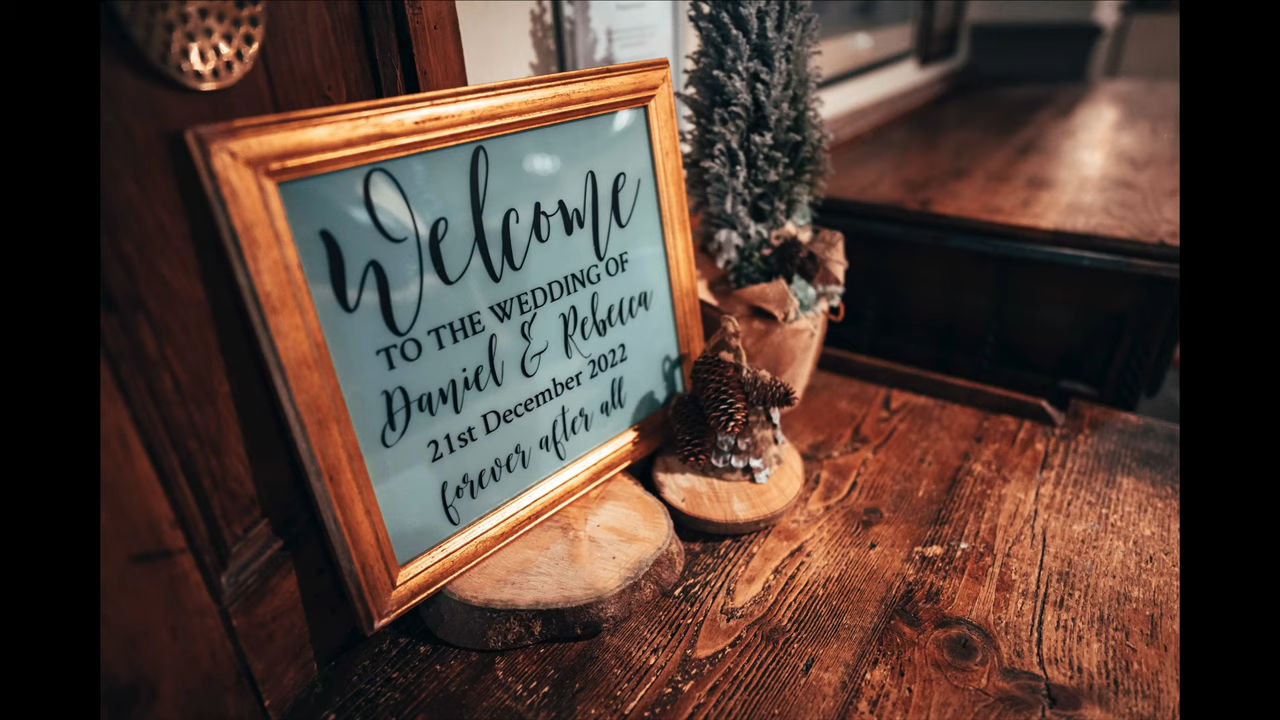 Welcome
TO THE WEDDING OF
Daniel & Rebecca
21st December 2022
forever after all